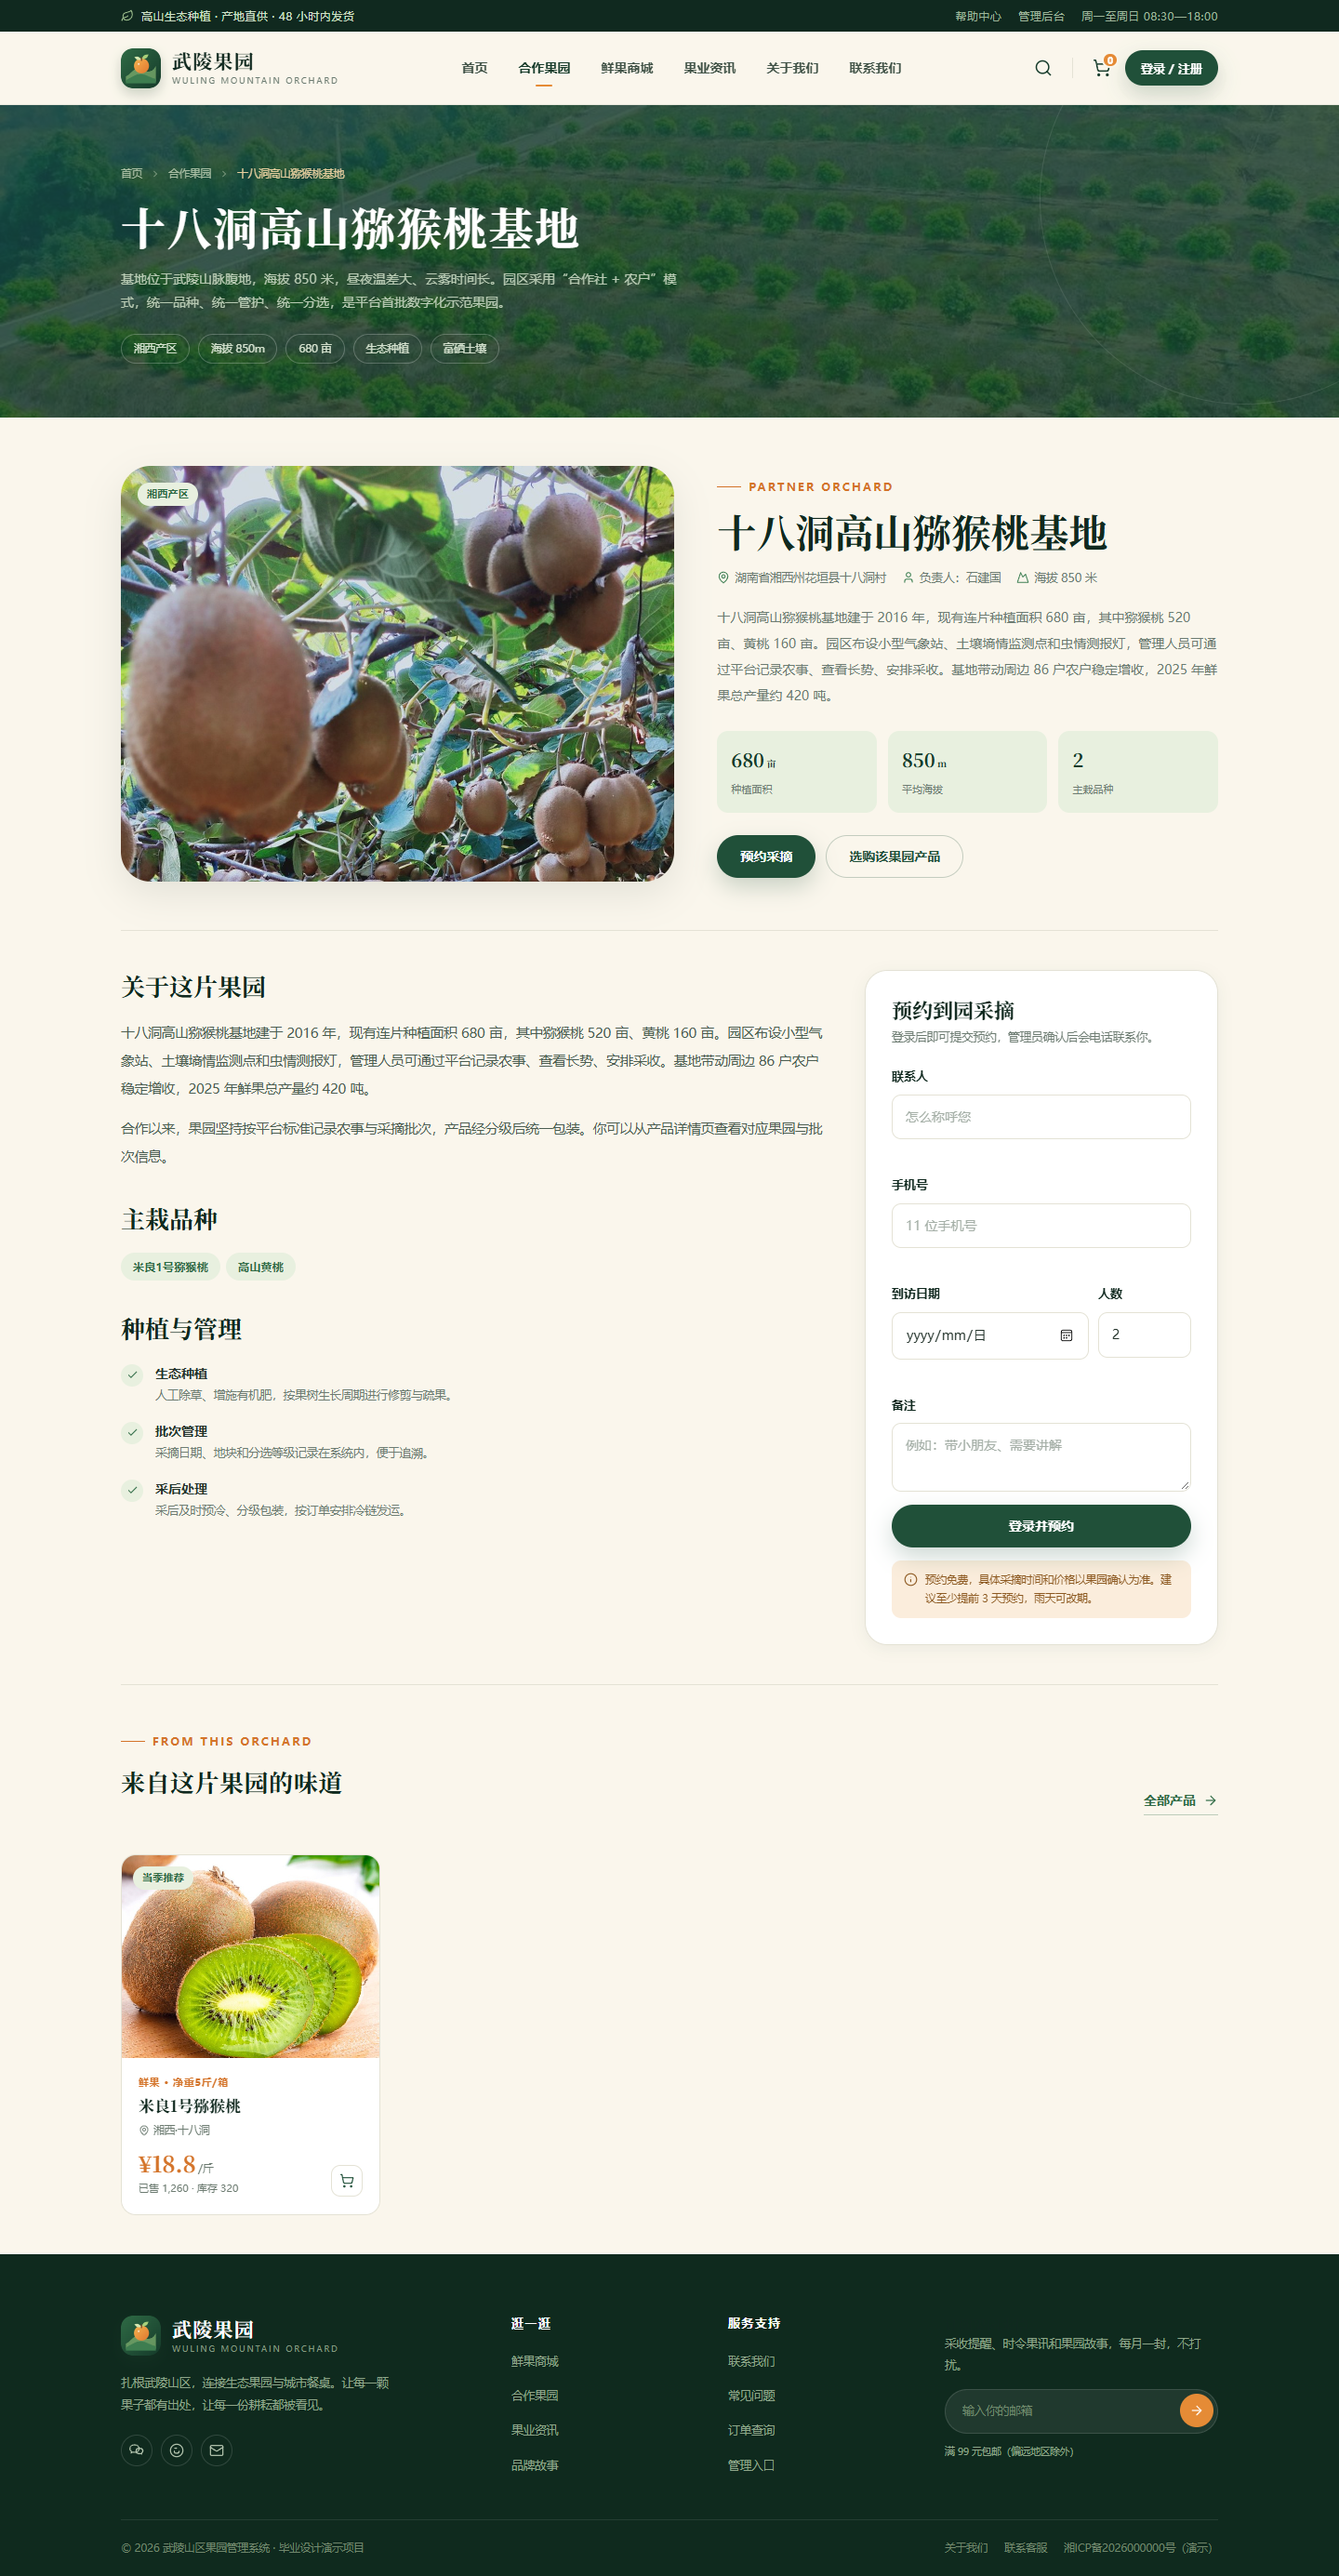 高山生态种植 · 产地直供 · 48 小时内发货
帮助中心 管理后台 周一至周日 08:30—18:00
武陵果园
WULING MOUNTAIN ORCHARD
首页 合作果园 鲜果商城 果业资讯 关于我们 联系我们
0
登录 / 注册
首页 › 合作果园 › 十八洞高山猕猴桃基地
十八洞高山猕猴桃基地
基地位于武陵山脉腹地，海拔 850 米，昼夜温差大、云雾时间长。园区采用“合作社 + 农户”模
式，统一品种、统一管护、统一分选，是平台首批数字化示范果园。
湘西产区 海拔 850m 680 亩 生态种植 富硒土壤
湘西产区
PARTNER ORCHARD
十八洞高山猕猴桃基地
湖南省湘西州花垣县十八洞村 负责人：石建国 海拔 850 米
十八洞高山猕猴桃基地建于 2016 年，现有连片种植面积 680 亩，其中猕猴桃 520
亩、黄桃 160 亩。园区布设小型气象站、土壤墒情监测点和虫情测报灯，管理人员可通
过平台记录农事、查看长势、安排采收。基地带动周边 86 户农户稳定增收，2025 年鲜
果总产量约 420 吨。
680 亩
种植面积
850 m
平均海拔
2
主栽品种
预约采摘 选购该果园产品
关于这片果园
十八洞高山猕猴桃基地建于 2016 年，现有连片种植面积 680 亩，其中猕猴桃 520 亩、黄桃 160 亩。园区布设小型气
象站、土壤墒情监测点和虫情测报灯，管理人员可通过平台记录农事、查看长势、安排采收。基地带动周边 86 户农户
稳定增收，2025 年鲜果总产量约 420 吨。
合作以来，果园坚持按平台标准记录农事与采摘批次，产品经分级后统一包装。你可以从产品详情页查看对应果园与批
次信息。
主栽品种
米良1号猕猴桃 高山黄桃
种植与管理
生态种植
人工除草、增施有机肥，按果树生长周期进行修剪与疏果。
批次管理
采摘日期、地块和分选等级记录在系统内，便于追溯。
采后处理
采后及时预冷、分级包装，按订单安排冷链发运。
预约到园采摘
登录后即可提交预约，管理员确认后会电话联系你。
联系人
怎么称呼您
手机号
11 位手机号
到访日期 人数
yyyy/mm/日 2
备注
例如：带小朋友、需要讲解
登录并预约
预约免费，具体采摘时间和价格以果园确认为准。建
议至少提前 3 天预约，雨天可改期。
FROM THIS ORCHARD
来自这片果园的味道
全部产品
当季推荐
鲜果 • 净重5斤/箱
米良1号猕猴桃
湘西·十八洞
¥18.8 /斤
已售 1,260 · 库存 320
武陵果园
WULING MOUNTAIN ORCHARD
扎根武陵山区，连接生态果园与城市餐桌。让每一颗
果子都有出处，让每一份耕耘都被看见。
逛一逛
鲜果商城
合作果园
果业资讯
品牌故事
服务支持
联系我们
常见问题
订单查询
管理入口
采收提醒、时令果讯和果园故事，每月一封，不打
扰。
输入你的邮箱
满 99 元包邮（偏远地区除外）
© 2026 武陵山区果园管理系统 · 毕业设计演示项目
关于我们 联系客服 湘ICP备2026000000号（演示）